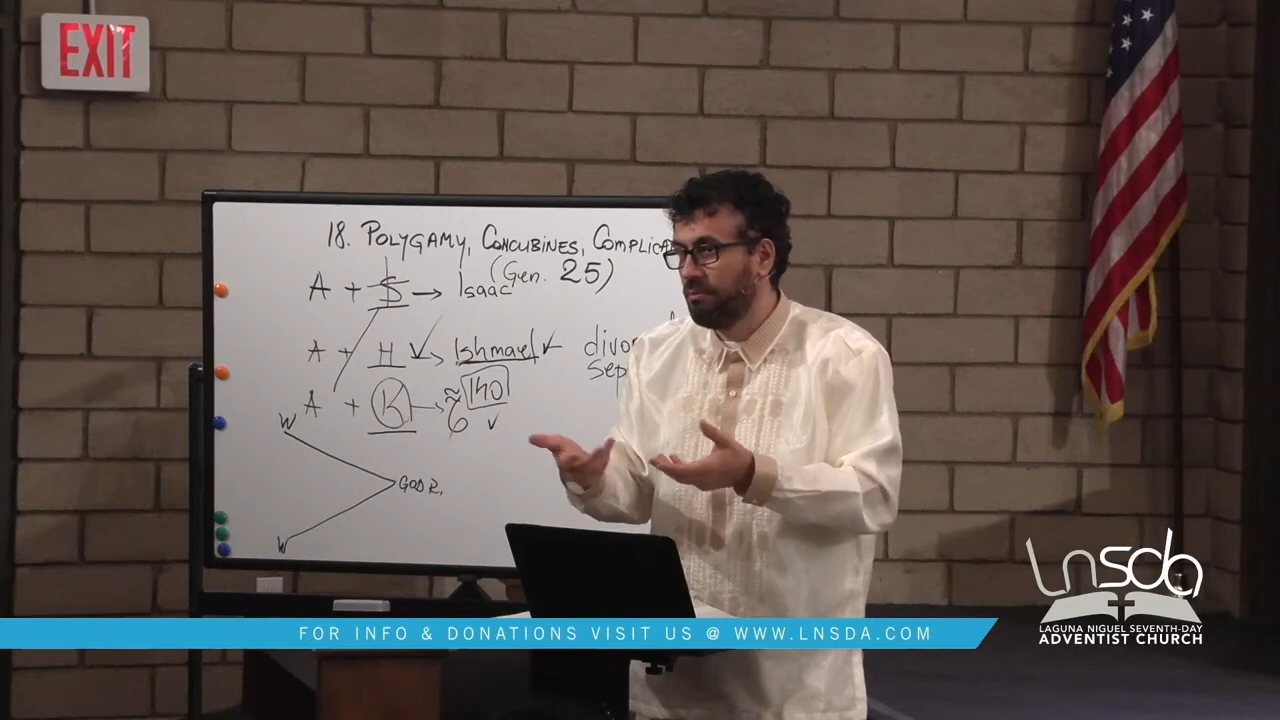 EXIT
18. POLYGAMY, CONCUBINES, COMPLICA
(Gen. 25)
A + S → Isaac
A + H ✓→ Ishmael ✓
divor
sep
A + K → ≈ 140
6 ✓
W
GOD R.
W
LNSDA
LAGUNA NIGUEL SEVENTH-DAY
ADVENTIST CHURCH
FOR INFO & DONATIONS VISIT US @ WWW.LNSDA.COM